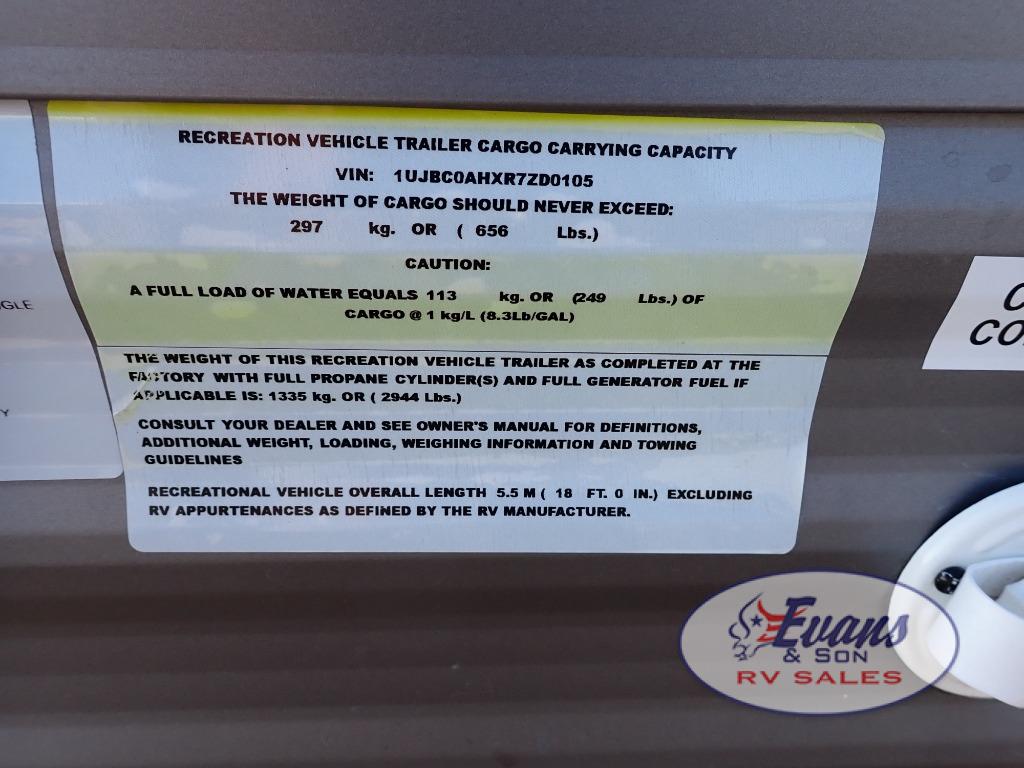 RECREATION VEHICLE TRAILER CARGO CARRYING CAPACITY
VIN: 1UJBC0AHXR7ZD0105
THE WEIGHT OF CARGO SHOULD NEVER EXCEED:
297 kg. OR ( 656 Lbs.)
CAUTION:
A FULL LOAD OF WATER EQUALS 113 kg. OR (249 Lbs.) OF
CARGO @ 1 kg/L (8.3Lb/GAL)
THE WEIGHT OF THIS RECREATION VEHICLE TRAILER AS COMPLETED AT THE
FACTORY WITH FULL PROPANE CYLINDER(S) AND FULL GENERATOR FUEL IF
APPLICABLE IS: 1335 kg. OR ( 2944 Lbs.)
CONSULT YOUR DEALER AND SEE OWNER'S MANUAL FOR DEFINITIONS,
ADDITIONAL WEIGHT, LOADING, WEIGHING INFORMATION AND TOWING
GUIDELINES
RECREATIONAL VEHICLE OVERALL LENGTH 5.5 M ( 18 FT. 0 IN.) EXCLUDING
RV APPURTENANCES AS DEFINED BY THE RV MANUFACTURER.
Evans
& SON
RV SALES